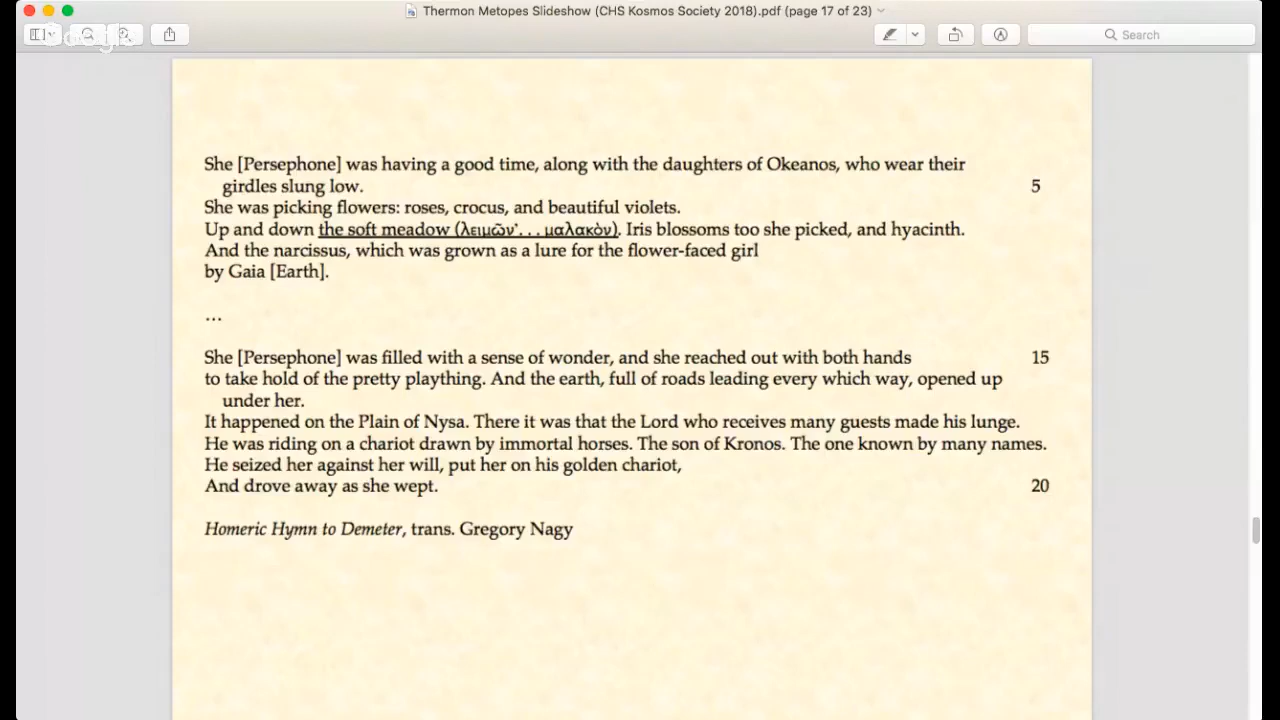 Thermon Metopes Slideshow (CHS Kosmos Society 2018).pdf (page 17 of 23)
Google
Search
She [Persephone] was having a good time, along with the daughters of Okeanos, who wear their
girdles slung low. 5
She was picking flowers: roses, crocus, and beautiful violets.
Up and down the soft meadow (λειμῶν’. . . μαλακὸν). Iris blossoms too she picked, and hyacinth.
And the narcissus, which was grown as a lure for the flower-faced girl
by Gaia [Earth].
...
She [Persephone] was filled with a sense of wonder, and she reached out with both hands 15
to take hold of the pretty plaything. And the earth, full of roads leading every which way, opened up
under her.
It happened on the Plain of Nysa. There it was that the Lord who receives many guests made his lunge.
He was riding on a chariot drawn by immortal horses. The son of Kronos. The one known by many names.
He seized her against her will, put her on his golden chariot,
And drove away as she wept. 20
Homeric Hymn to Demeter, trans. Gregory Nagy